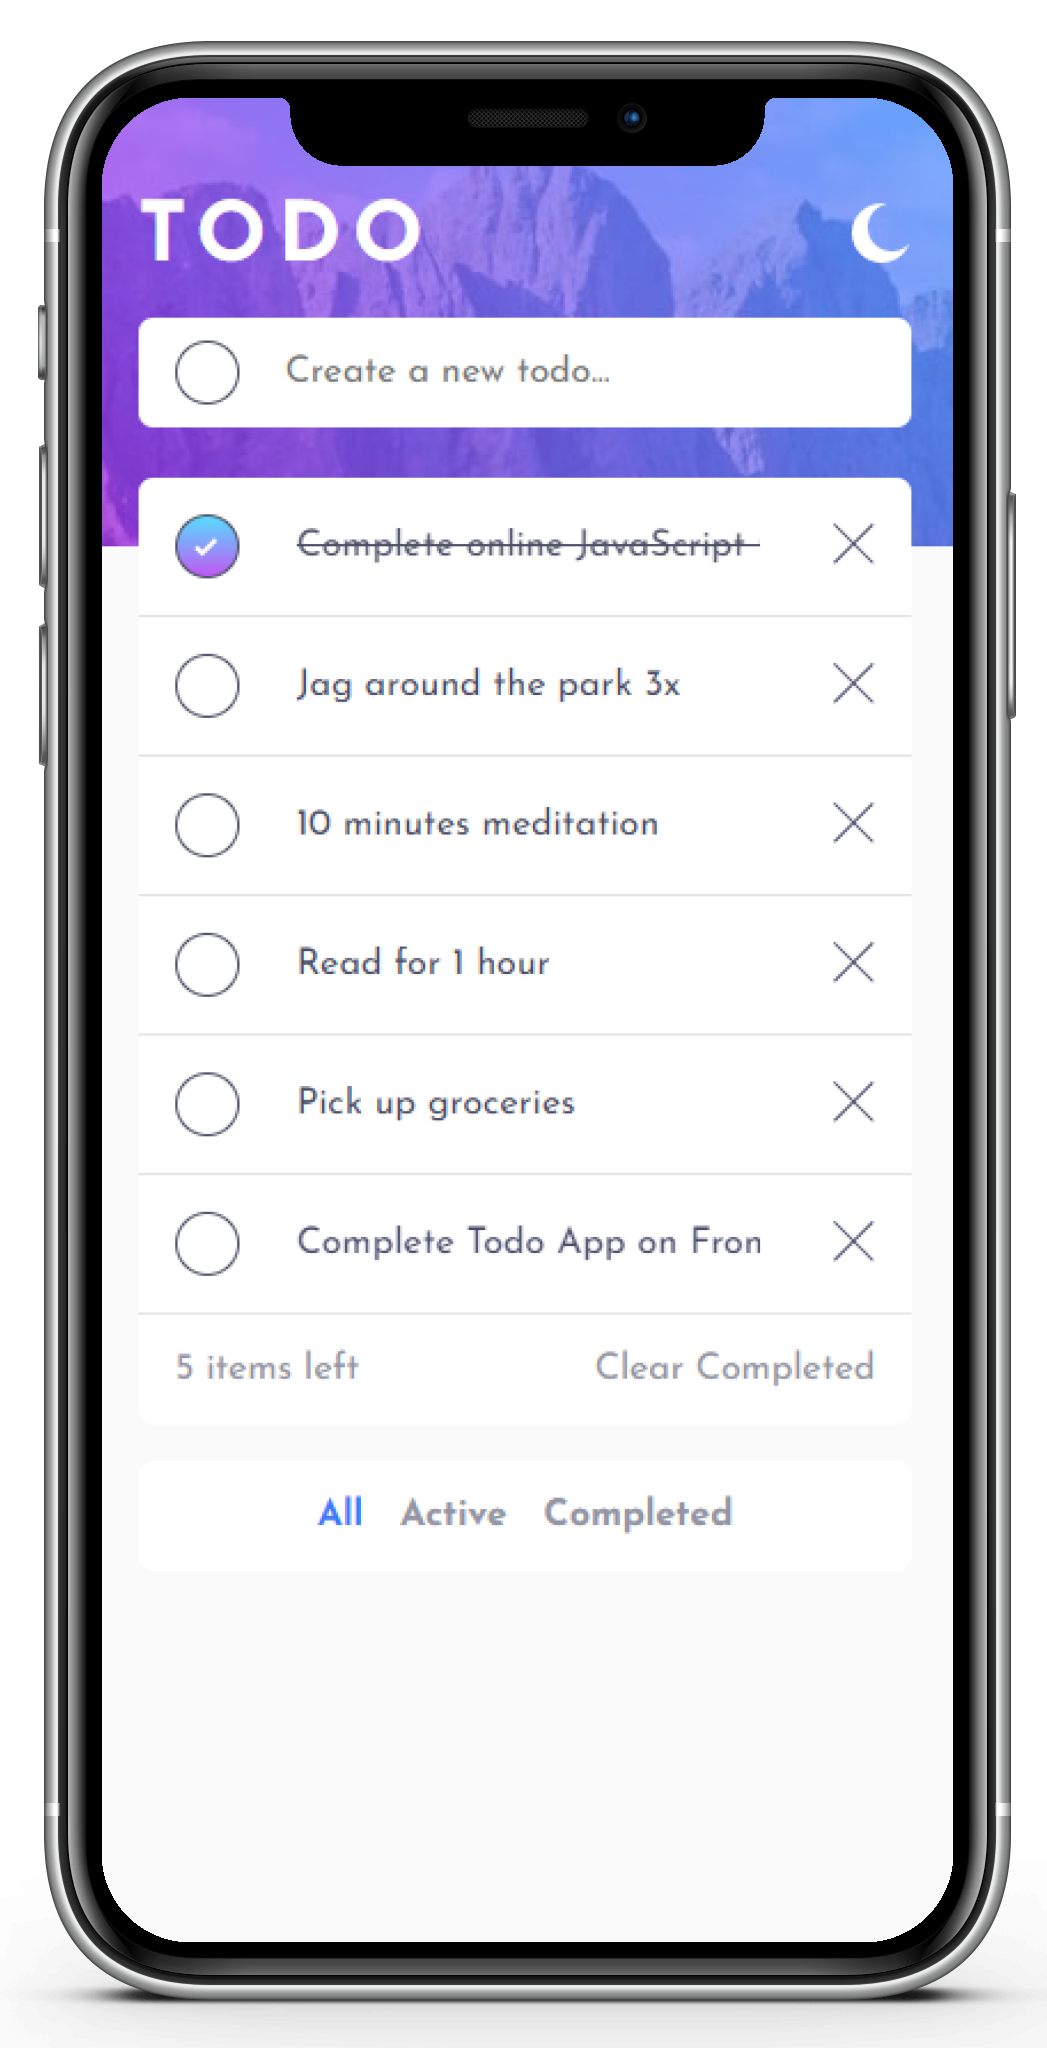 TODO
Create a new todo...
Complete online JavaScript
Jag around the park 3x
10 minutes meditation
Read for 1 hour
Pick up groceries
Complete Todo App on Fron
5 items left
Clear Completed
All Active Completed